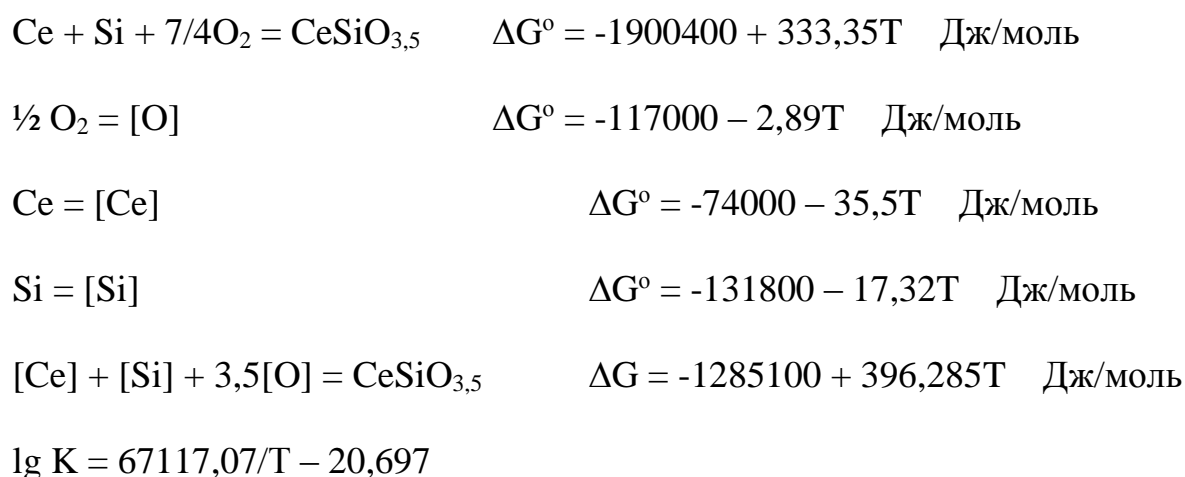 Ce + Si + 7/4O₂ = CeSiO₃,₅ ΔGº = -1900400 + 333,35T Дж/моль
½ O₂ = [O] ΔGº = -117000 – 2,89T Дж/моль
Ce = [Ce] ΔGº = -74000 – 35,5T Дж/моль
Si = [Si] ΔGº = -131800 – 17,32T Дж/моль
[Ce] + [Si] + 3,5[O] = CeSiO₃,₅ ΔG = -1285100 + 396,285T Дж/моль
lg K = 67117,07/T – 20,697